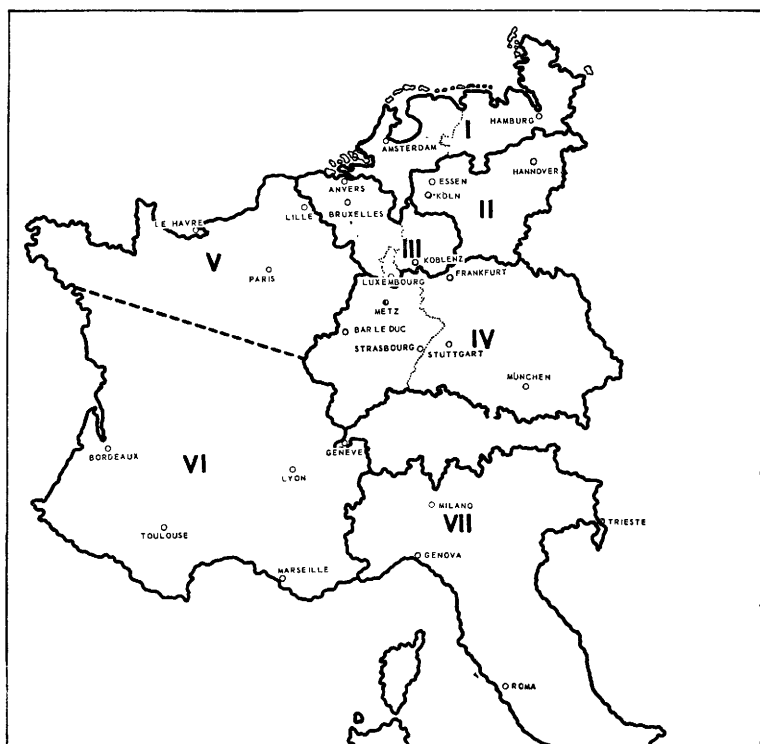 HAMBURG
I
AMSTERDAM
HANNOVER
ANVERS
ESSEN
KÖLN
LILLE
BRUXELLES
II
LE HAVRE
III
V
KOBLENZ
PARIS
FRANKFURT
LUXEMBOURG
METZ
BAR LE DUC
IV
STRASBOURG
STUTTGART
MÜNCHEN
GENEVE
BORDEAUX
VI
LYON
MILANO
VII
TRIESTE
TOULOUSE
GENOVA
MARSEILLE
ROMA
D